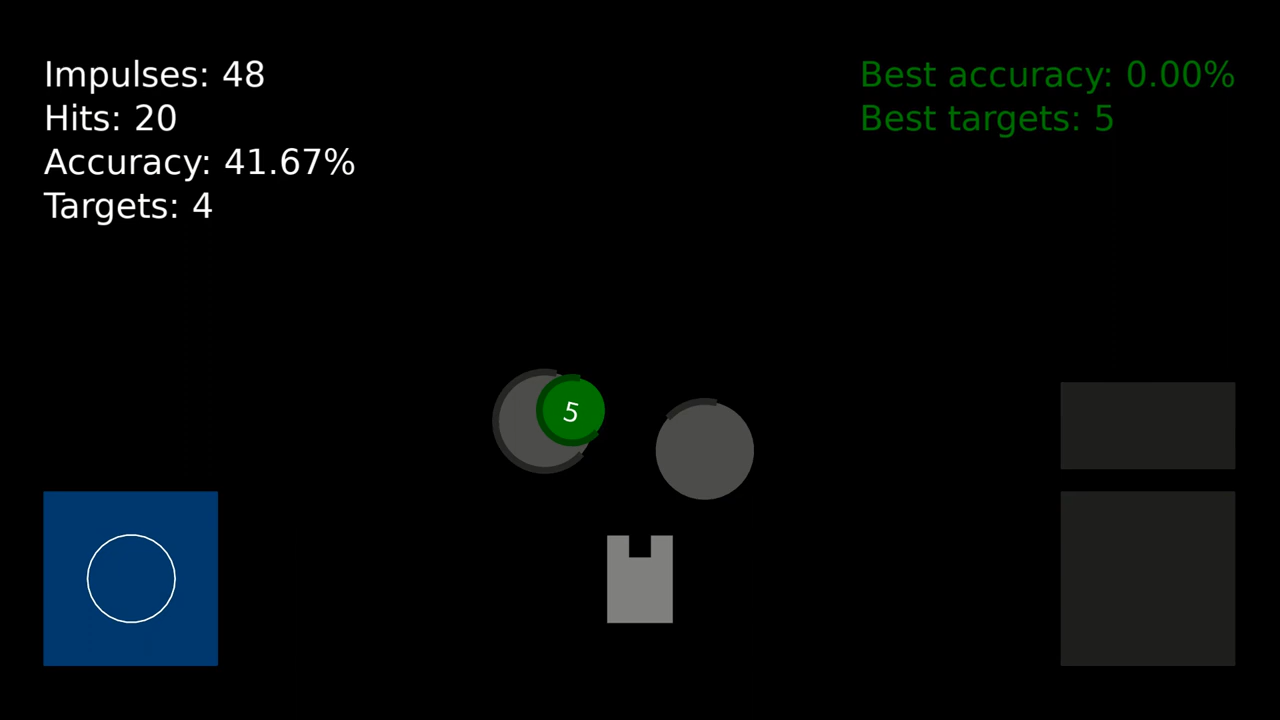 Impulses: 48
Hits: 20
Accuracy: 41.67%
Targets: 4
Best accuracy: 0.00%
Best targets: 5
5